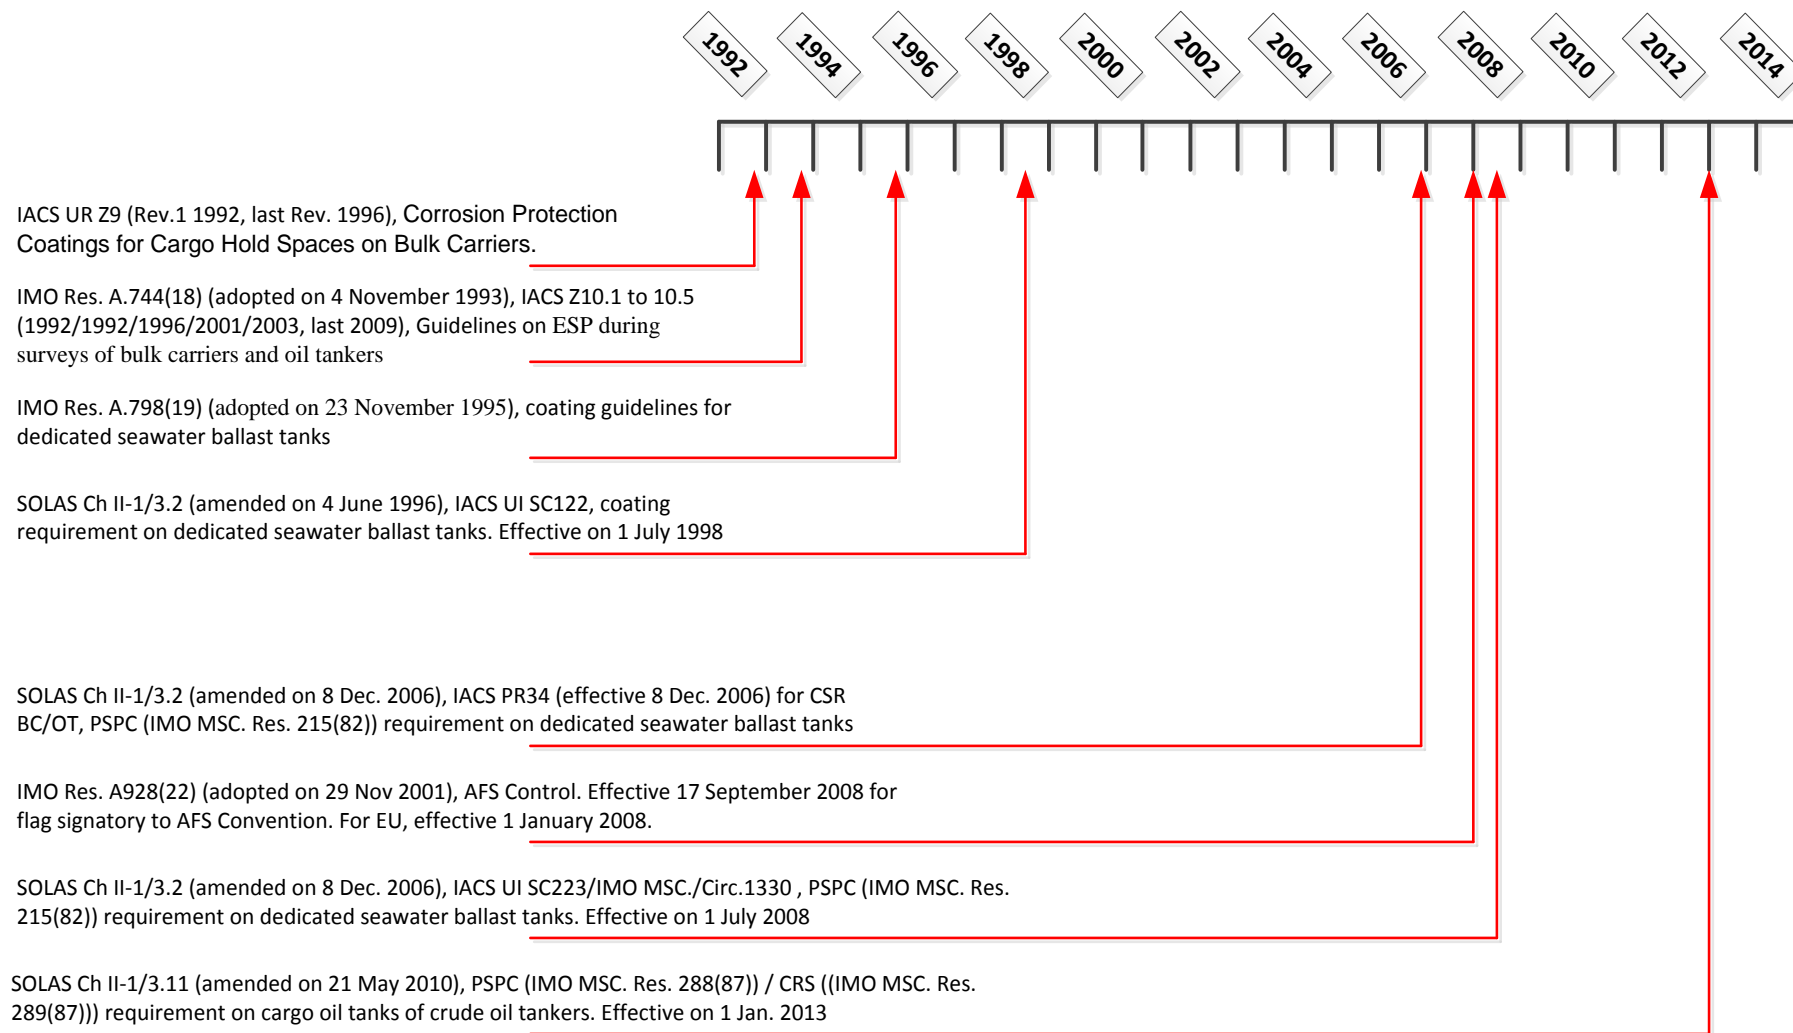 1992
1994
1996
1998
2000
2002
2004
2006
2008
2010
2012
2014
IACS UR Z9 (Rev.1 1992, last Rev. 1996), Corrosion Protection
Coatings for Cargo Hold Spaces on Bulk Carriers.
IMO Res. A.744(18) (adopted on 4 November 1993), IACS Z10.1 to 10.5
(1992/1992/1996/2001/2003, last 2009), Guidelines on ESP during
surveys of bulk carriers and oil tankers
IMO Res. A.798(19) (adopted on 23 November 1995), coating guidelines for
dedicated seawater ballast tanks
SOLAS Ch II-1/3.2 (amended on 4 June 1996), IACS UI SC122, coating
requirement on dedicated seawater ballast tanks. Effective on 1 July 1998
SOLAS Ch II-1/3.2 (amended on 8 Dec. 2006), IACS PR34 (effective 8 Dec. 2006) for CSR
BC/OT, PSPC (IMO MSC. Res. 215(82)) requirement on dedicated seawater ballast tanks
IMO Res. A928(22) (adopted on 29 Nov 2001), AFS Control. Effective 17 September 2008 for
flag signatory to AFS Convention. For EU, effective 1 January 2008.
SOLAS Ch II-1/3.2 (amended on 8 Dec. 2006), IACS UI SC223/IMO MSC./Circ.1330 , PSPC (IMO MSC. Res.
215(82)) requirement on dedicated seawater ballast tanks. Effective on 1 July 2008
SOLAS Ch II-1/3.11 (amended on 21 May 2010), PSPC (IMO MSC. Res. 288(87)) / CRS ((IMO MSC. Res.
289(87))) requirement on cargo oil tanks of crude oil tankers. Effective on 1 Jan. 2013